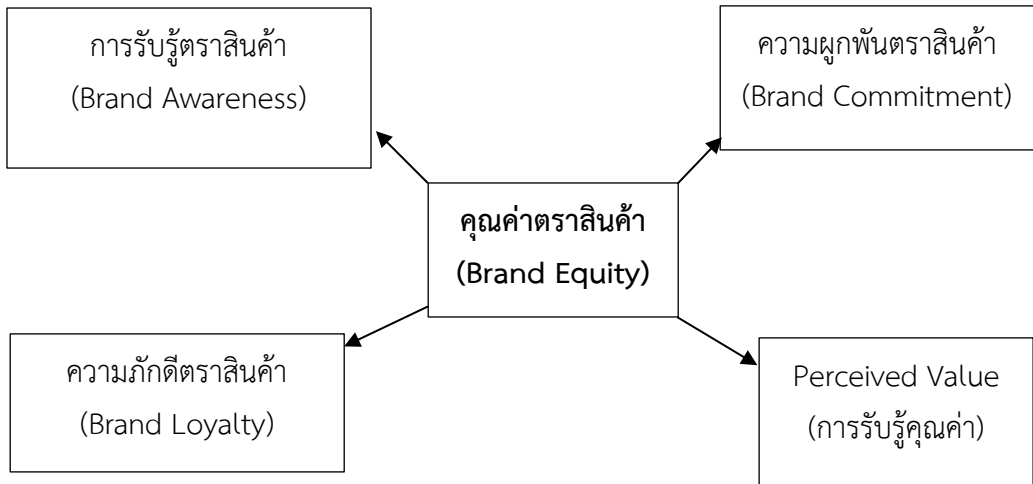 การรับรู้ตราสินค้า
(Brand Awareness)
ความผูกพันตราสินค้า
(Brand Commitment)
คุณค่าตราสินค้า
(Brand Equity)
ความภักดีตราสินค้า
(Brand Loyalty)
Perceived Value
(การรับรู้คุณค่า)